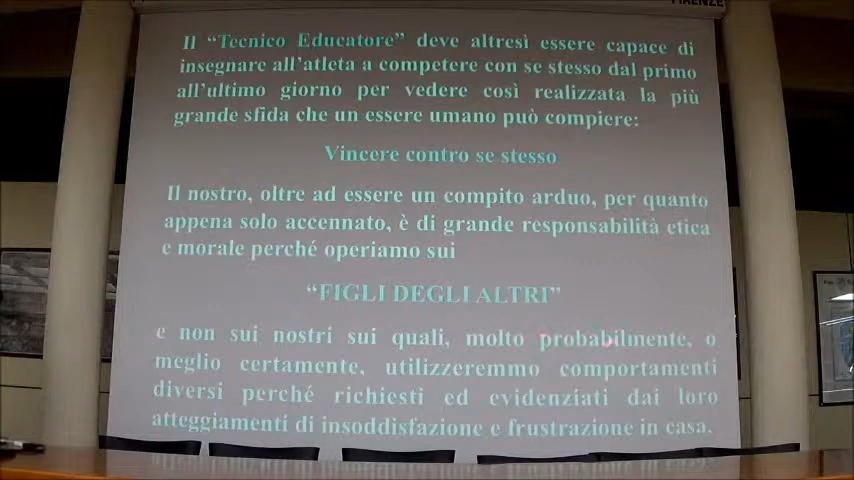 FIRENZE
Il “Tecnico Educatore” deve altresì essere capace di
insegnare all’atleta a competere con se stesso dal primo
all’ultimo giorno per vedere così realizzata la più
grande sfida che un essere umano può compiere:
Vincere contro se stesso
Il nostro, oltre ad essere un compito arduo, per quanto
appena solo accennato, è di grande responsabilità etica
e morale perché operiamo sui
“FIGLI DEGLI ALTRI”
e non sui nostri sui quali, molto probabilmente, o
meglio certamente, utilizzeremmo comportamenti
diversi perché richiesti ed evidenziati dai loro
atteggiamenti di insoddisfazione e frustrazione in casa.